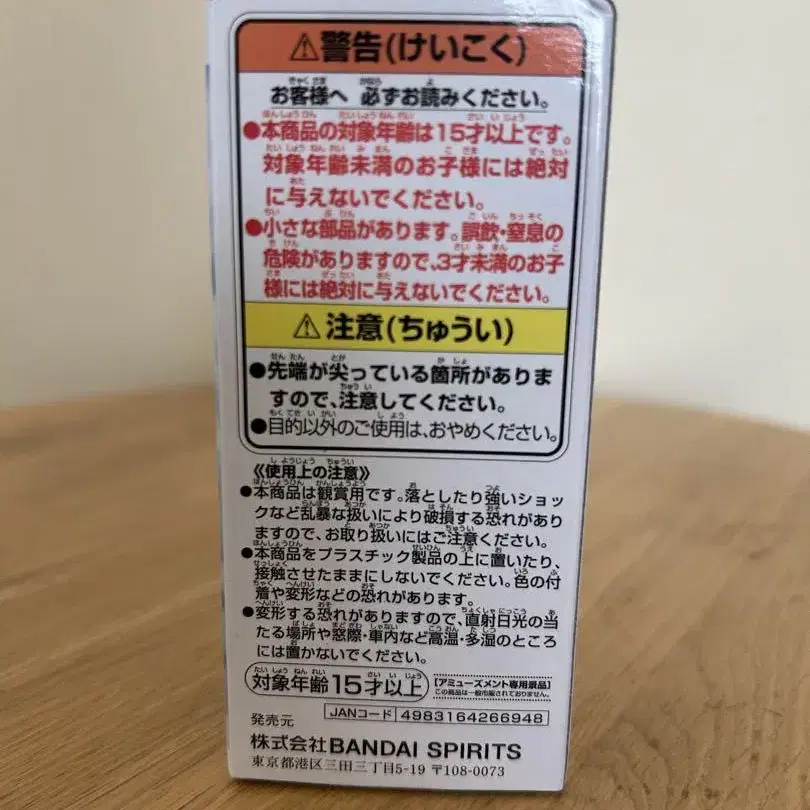 ⚠警告(けいこく)
お客様へ 必ずお読みください。
●本商品の対象年齢は15才以上です。
対象年齢未満のお子様には絶対
に与えないでください。
●小さな部品があります。誤飲・窒息の
危険がありますので、3才未満のお子
様には絶対に与えないでください。
⚠注意(ちゅうい)
●先端が尖っている箇所がありま
すので、注意してください。
●目的以外のご使用は、おやめください。
《使用上の注意》
●本商品は観賞用です。落としたり強いショッ
クなど乱暴な扱いにより破損する恐れがあり
ますので、お取り扱いにはご注意ください。
●本商品をプラスチック製品の上に置いたり、
接触させたままにしないでください。色の付
着や変形などの恐れがあります。
●変形する恐れがありますので、直射日光の当
たる場所や窓際・車内など高温・多湿のところ
には置かないでください。
対象年齢 15才以上
【アミューズメント専用景品】
この商品は一般市販されておりません。
JANコード 4983164266948
発売元
株式会社BANDAI SPIRITS
東京都港区三田三丁目5-19 〒108-0073